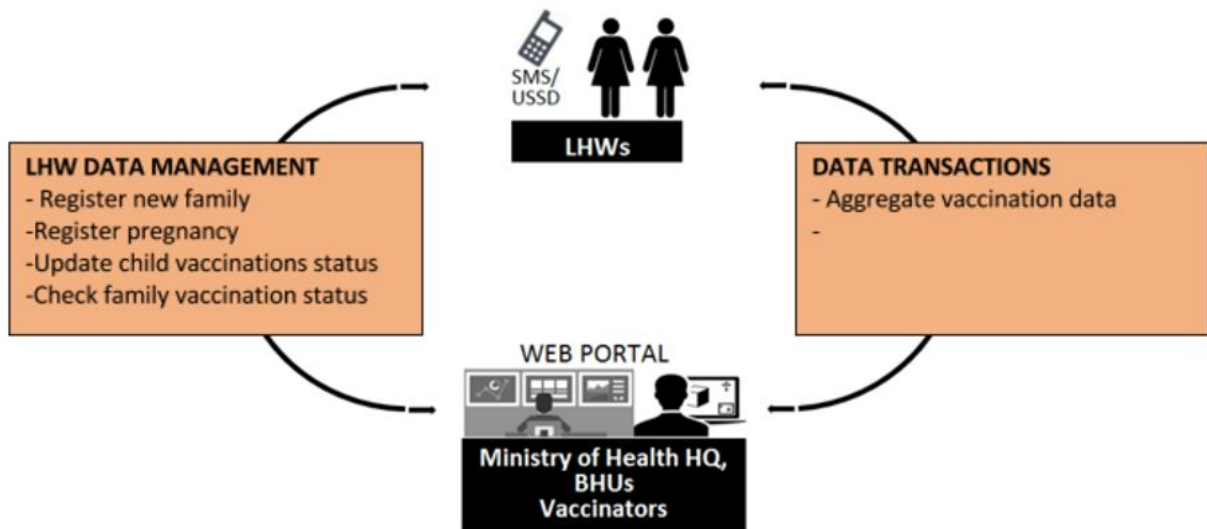 SMS/
USSD
LHWs
LHW DATA MANAGEMENT
- Register new family
-Register pregnancy
-Update child vaccinations status
-Check family vaccination status
DATA TRANSACTIONS
- Aggregate vaccination data
-
WEB PORTAL
Ministry of Health HQ,
BHUs
Vaccinators